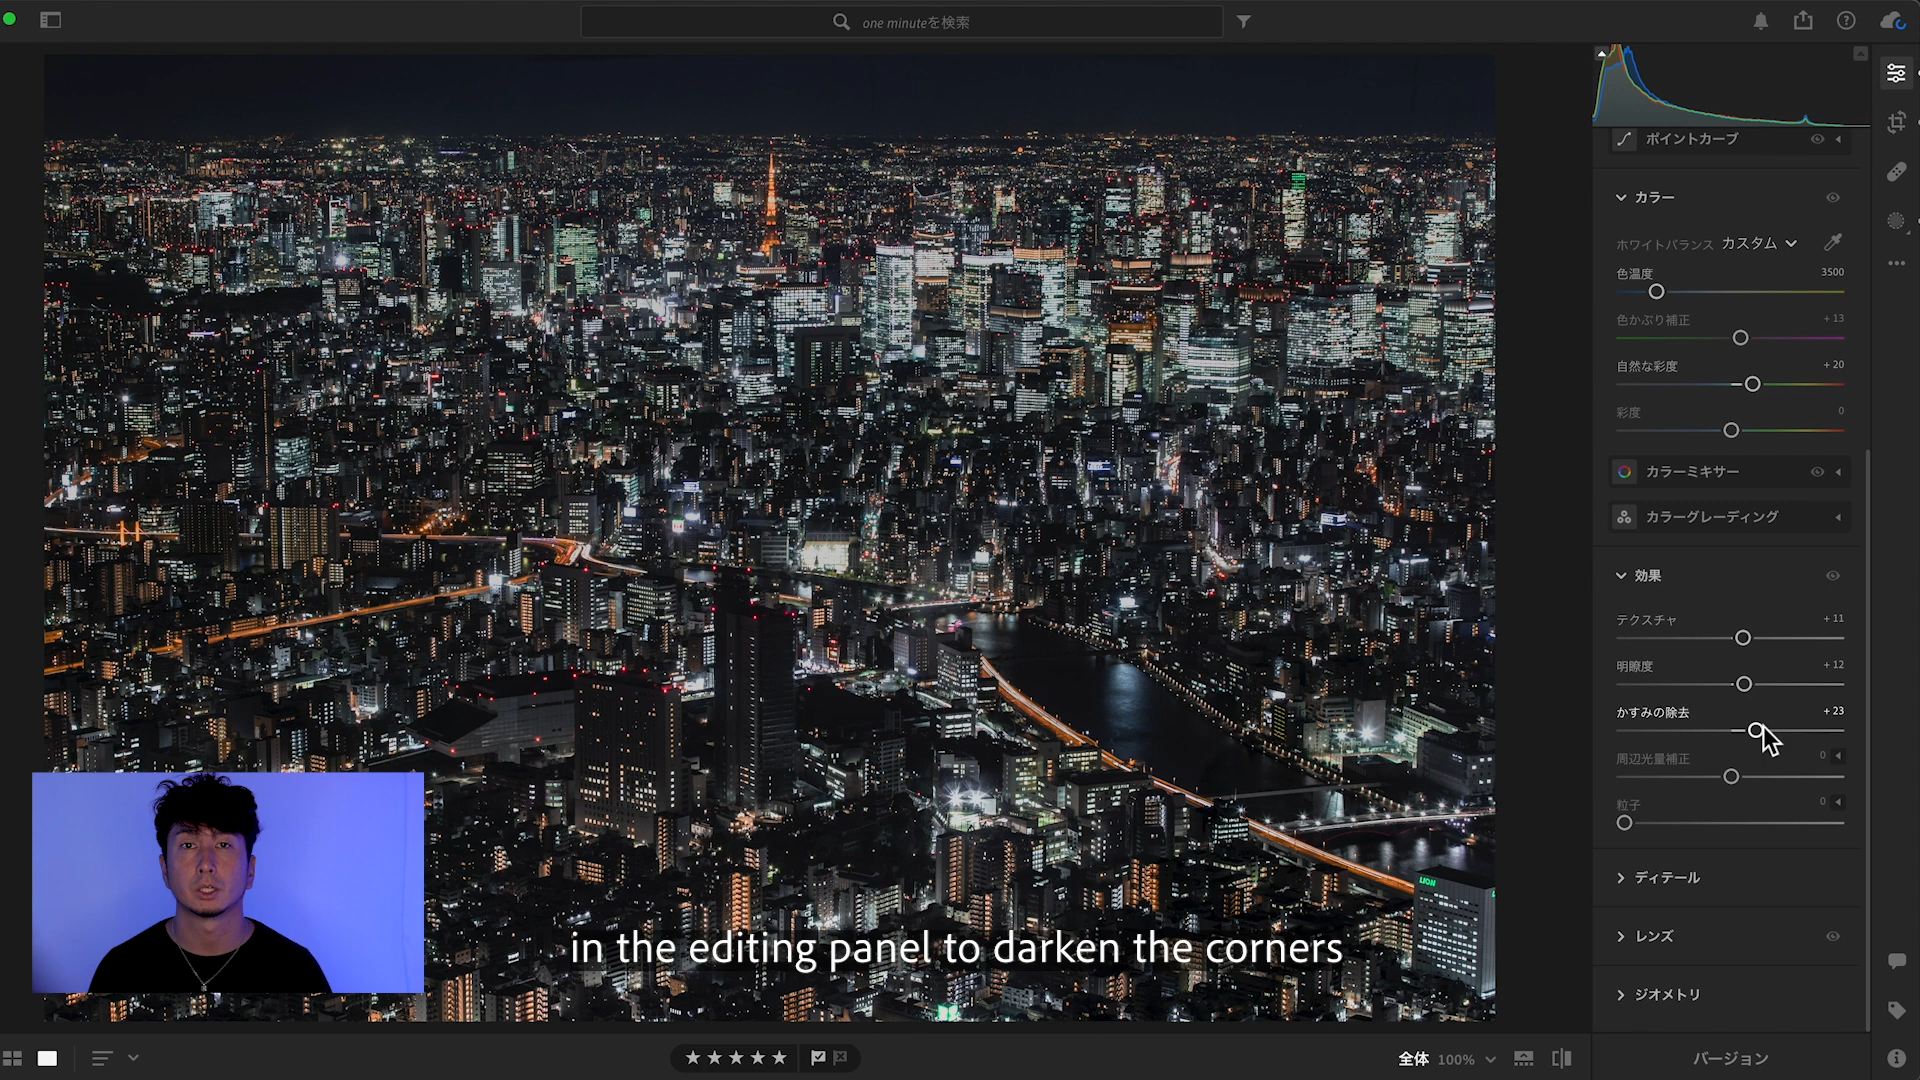 one minuteを検索
ポイントカーブ
カラー
ホワイトバランス カスタム
色温度 3500
色かぶり補正 + 13
自然な彩度 + 20
彩度 0
カラーミキサー
カラーグレーディング
効果
テクスチャ + 11
明瞭度 + 12
かすみの除去 + 23
周辺光量補正 0
粒子 0
ディテール
レンズ
ジオメトリ
LION
in the editing panel to darken the corners
全体 100%
バージョン